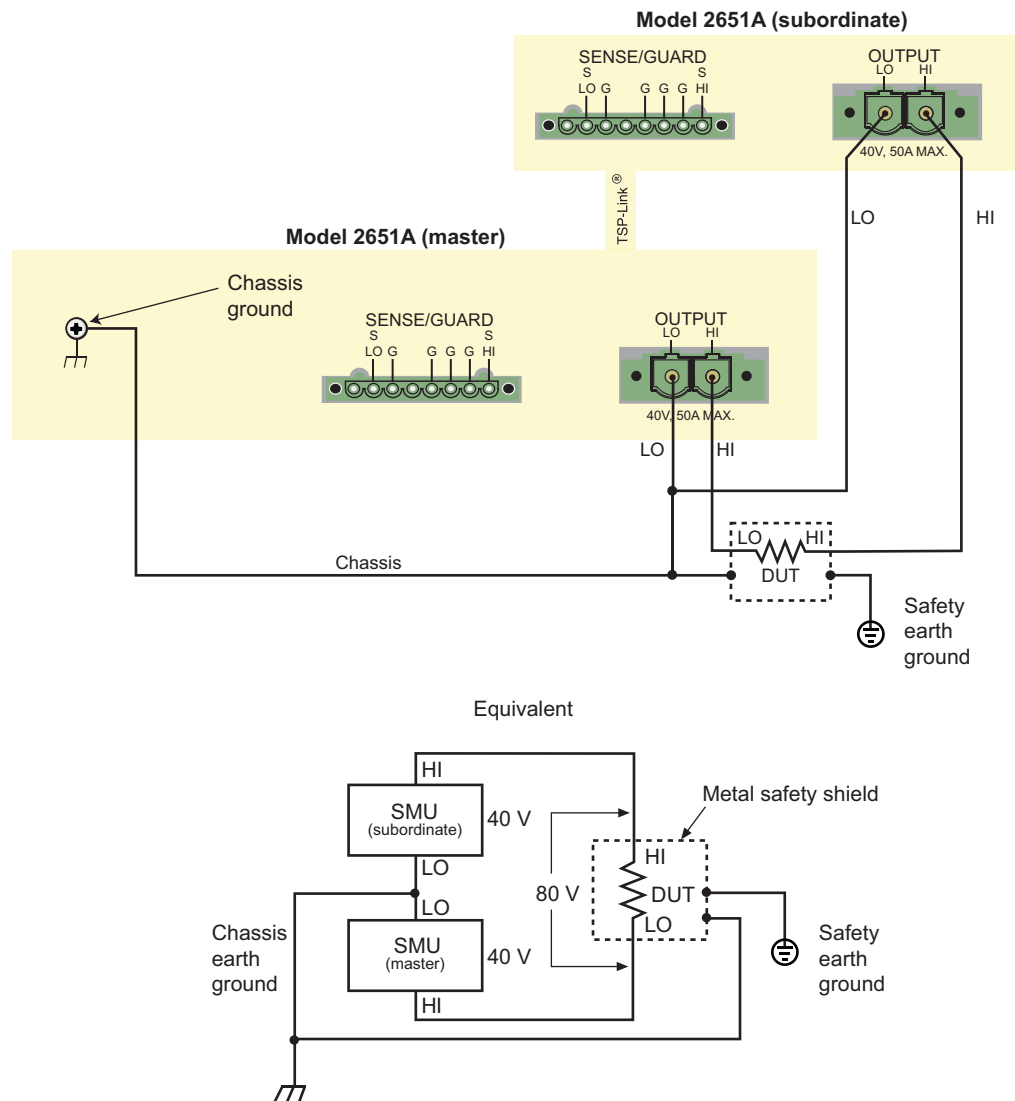 Model 2651A (subordinate)
SENSE/GUARD
S S
LO G G G G HI
OUTPUT
LO HI
40V, 50A MAX.
TSP-Link ®
LO HI
Model 2651A (master)
Chassis
ground
SENSE/GUARD
S S
LO G G G G HI
OUTPUT
LO HI
40V, 50A MAX.
LO HI
LO HI
DUT
Chassis
Safety
earth
ground
Equivalent
HI
SMU
(subordinate)
40 V
LO
LO
SMU
(master)
40 V
HI
80 V
Metal safety shield
HI
DUT
LO
Chassis
earth
ground
Safety
earth
ground